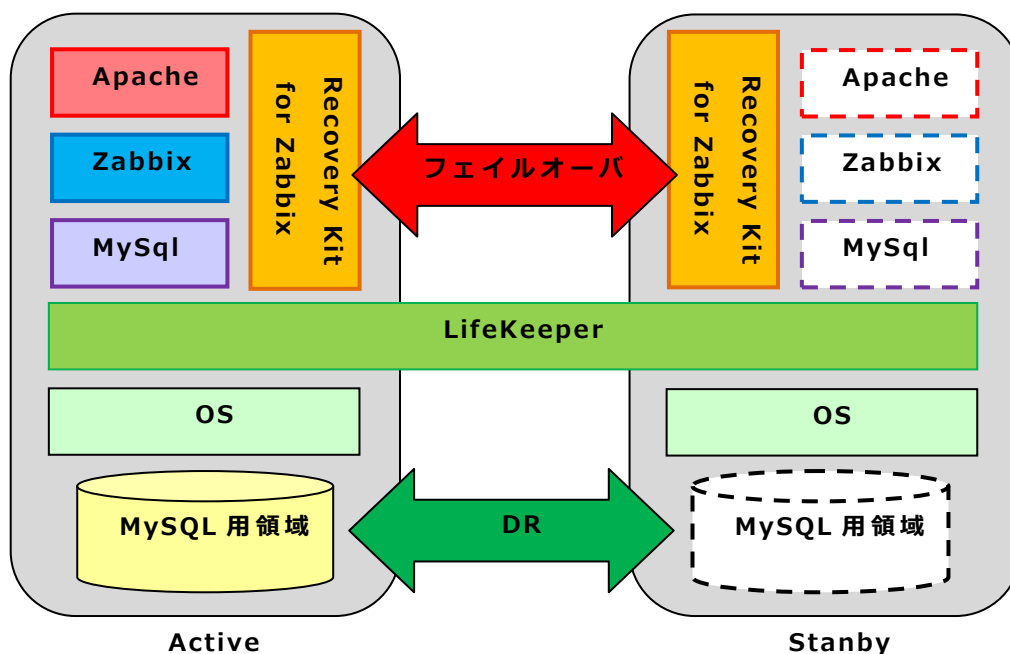 Apache
Zabbix
MySql
Recovery Kit
for Zabbix
フェイルオーバ
Recovery Kit
for Zabbix
Apache
Zabbix
MySql
LifeKeeper
OS
OS
MySQL 用領域
DR
MySQL 用領域
Active
Stanby